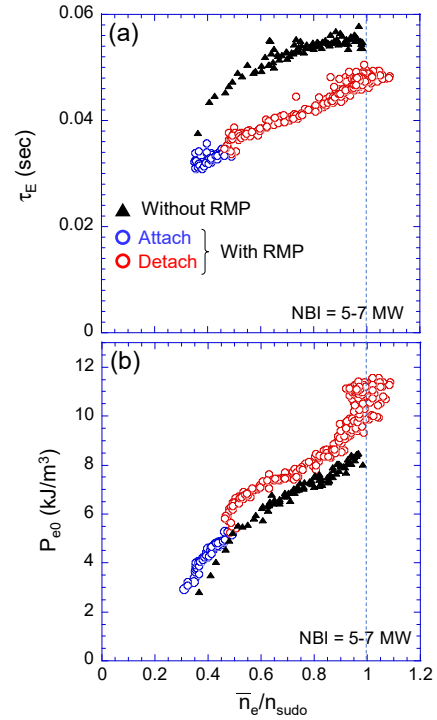 (a)
0.06
0.04
0.02
0
τE (sec)
Without RMP
Attach
Detach
With RMP
NBI = 5-7 MW
(b)
12
10
8
6
4
2
0
Pe0 (kJ/m³)
NBI = 5-7 MW
0 0.2 0.4 0.6 0.8 1 1.2
n̅e/nsudo